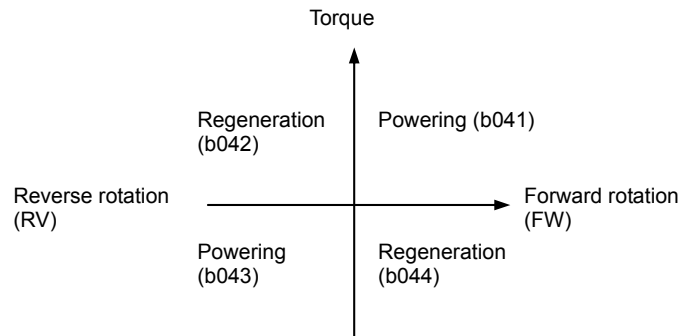 Torque
Regeneration
(b042)
Powering (b041)
Reverse rotation
(RV)
Forward rotation
(FW)
Powering
(b043)
Regeneration
(b044)